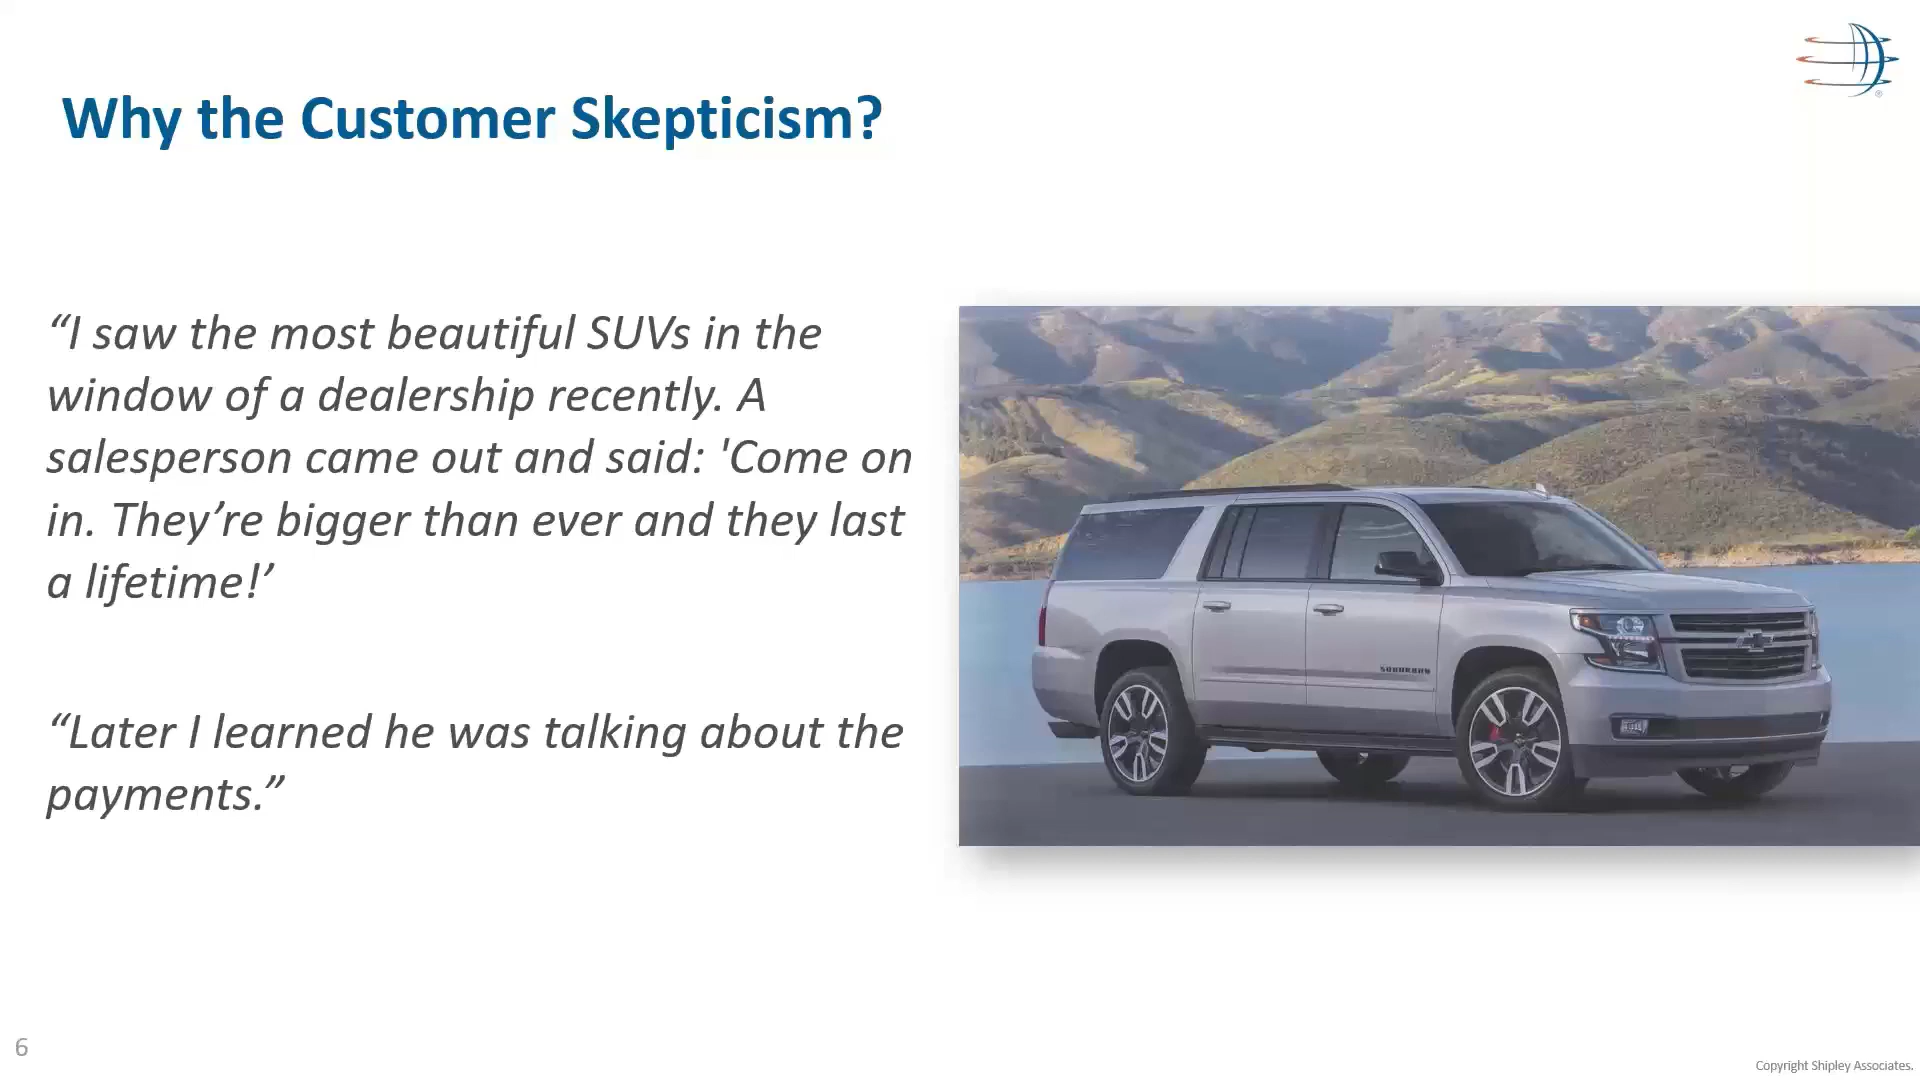 Why the Customer Skepticism?
“I saw the most beautiful SUVs in the
window of a dealership recently. A
salesperson came out and said: 'Come on
in. They’re bigger than ever and they last
a lifetime!’
“Later I learned he was talking about the
payments.”
SUBURBAN
®
6
Copyright Shipley Associates.